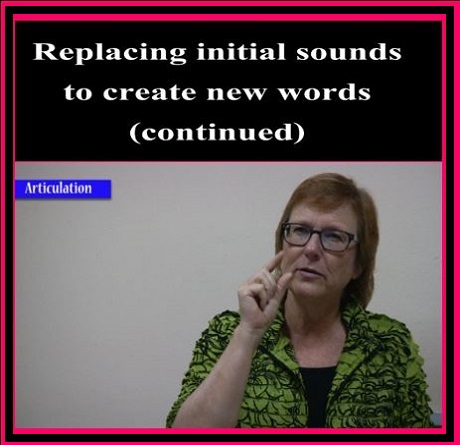 Replacing initial sounds
to create new words
(continued)
Articulation